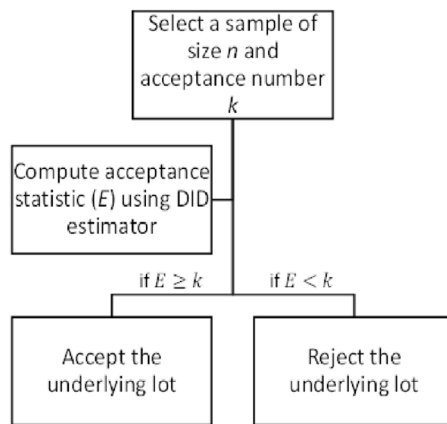 Select a sample of
size n and
acceptance number
k
Compute acceptance
statistic (E) using DID
estimator
if E ≥ k
if E < k
Accept the
underlying lot
Reject the
underlying lot